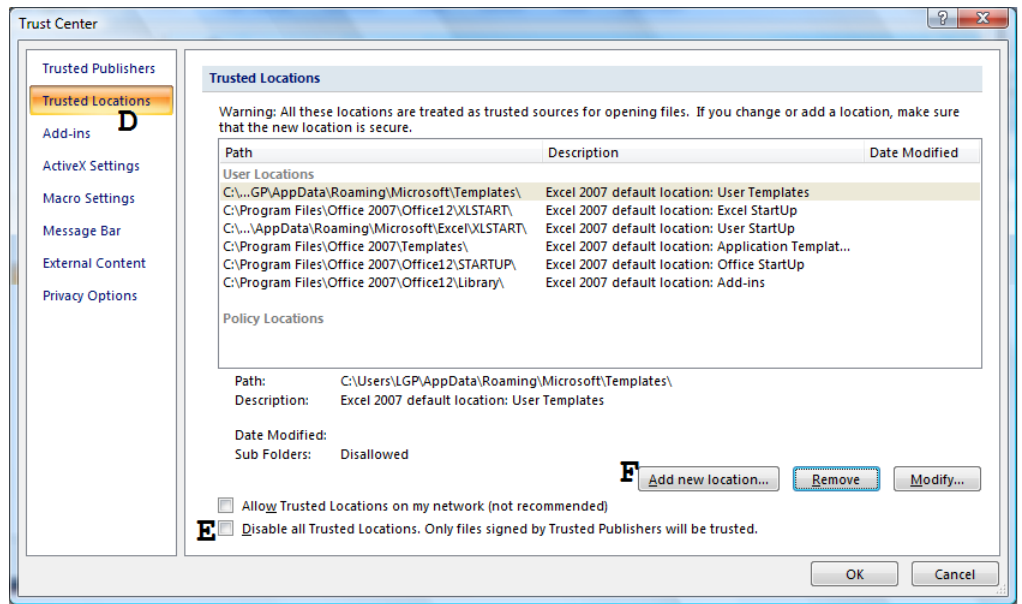 Trust Center
?
X
Trusted Publishers
Trusted Locations
D
Add-ins
ActiveX Settings
Macro Settings
Message Bar
External Content
Privacy Options
Trusted Locations
Warning: All these locations are treated as trusted sources for opening files.  If you change or add a location, make sure
that the new location is secure.
Path Description Date Modified
User Locations
C:\...GP\AppData\Roaming\Microsoft\Templates\ Excel 2007 default location: User Templates
C:\Program Files\Office 2007\Office12\XLSTART\ Excel 2007 default location: Excel StartUp
C:\...\AppData\Roaming\Microsoft\Excel\XLSTART\ Excel 2007 default location: User StartUp
C:\Program Files\Office 2007\Templates\ Excel 2007 default location: Application Templat...
C:\Program Files\Office 2007\Office12\STARTUP\ Excel 2007 default location: Office StartUp
C:\Program Files\Office 2007\Office12\Library\ Excel 2007 default location: Add-ins
Policy Locations
Path: C:\Users\LGP\AppData\Roaming\Microsoft\Templates\
Description: Excel 2007 default location: User Templates
Date Modified:
Sub Folders: Disallowed
F Add new location... Remove Modify...
Allow Trusted Locations on my network (not recommended)
E Disable all Trusted Locations. Only files signed by Trusted Publishers will be trusted.
OK Cancel